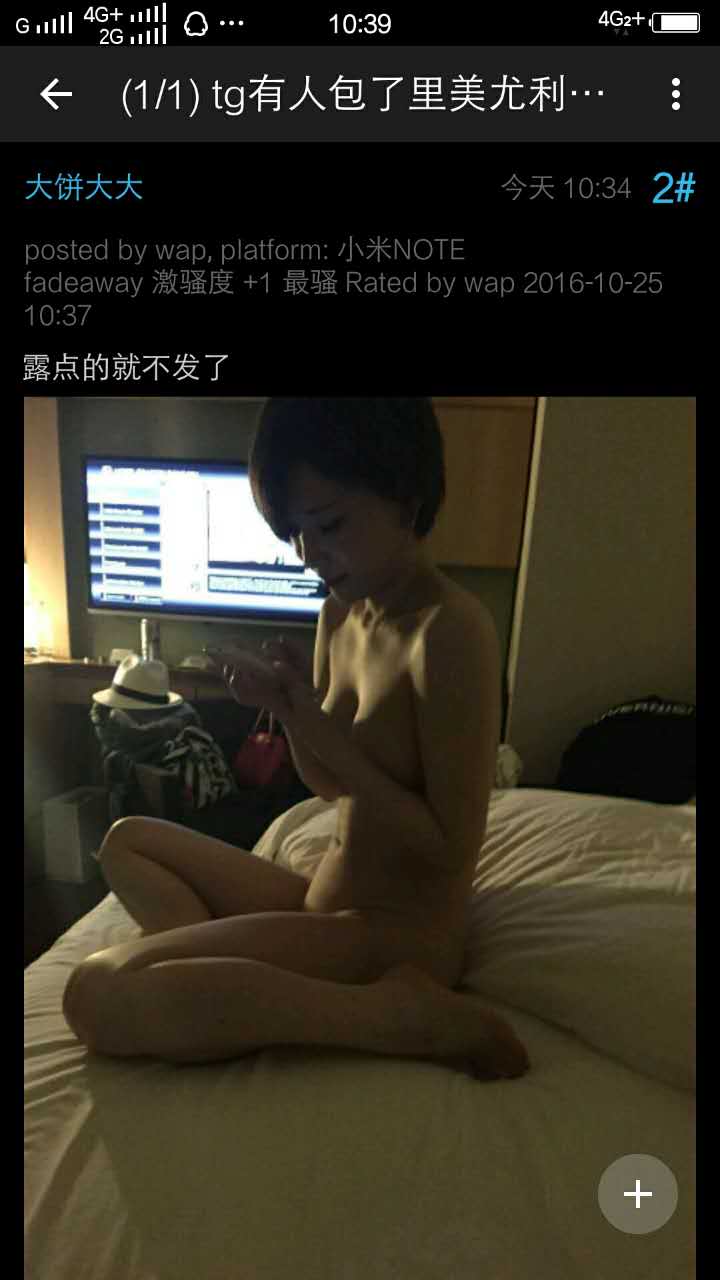 G 4G+ 2G ··· 10:39 4G2+
(1/1) tg有人包了里美尤利…
大饼大大 今天 10:34 2#
posted by wap, platform: 小米NOTE
fadeaway 激骚度 +1 最骚 Rated by wap 2016-10-25
10:37
露点的就不发了